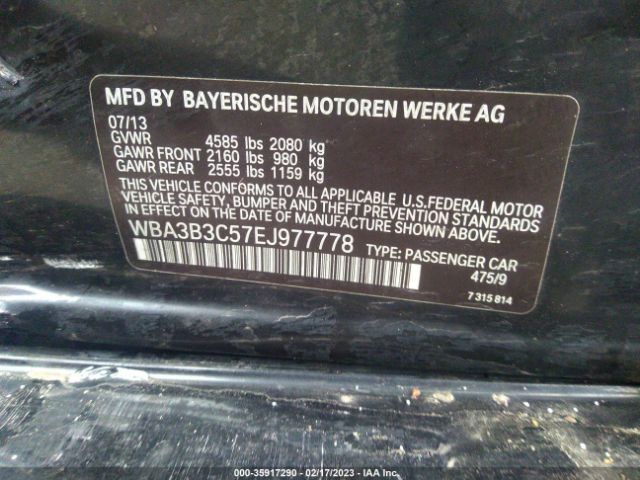 MFD BY BAYERISCHE MOTOREN WERKE AG
07/13
GVWR 4585 lbs 2080 kg
GAWR FRONT 2160 lbs 980 kg
GAWR REAR 2555 lbs 1159 kg
THIS VEHICLE CONFORMS TO ALL APPLICABLE U.S.FEDERAL MOTOR
VEHICLE SAFETY, BUMPER AND THEFT PREVENTION STANDARDS
IN EFFECT ON THE DATE OF MANUFACTURE SHOWN ABOVE.
WBA3B3C57EJ977778
TYPE: PASSENGER CAR
475/9
7 315 814
000-35917290 - 02/17/2023 - IAA Inc.